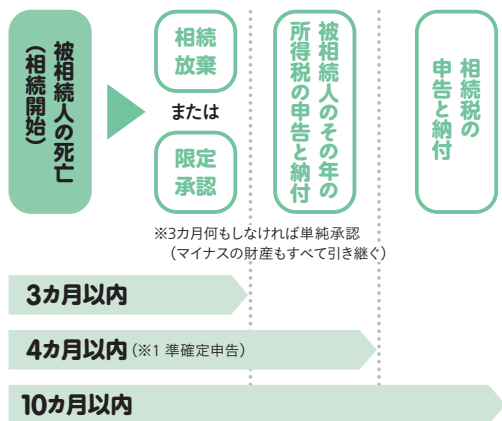 被相続人の死亡
(相続開始)
相続
放棄
または
限定
承認
被相続人のその年の
所得税の申告と納付
相続税の
申告と納付
※3カ月何もしなければ単純承認
(マイナスの財産もすべて引き継ぐ)
3カ月以内
4カ月以内(※1 準確定申告)
10カ月以内